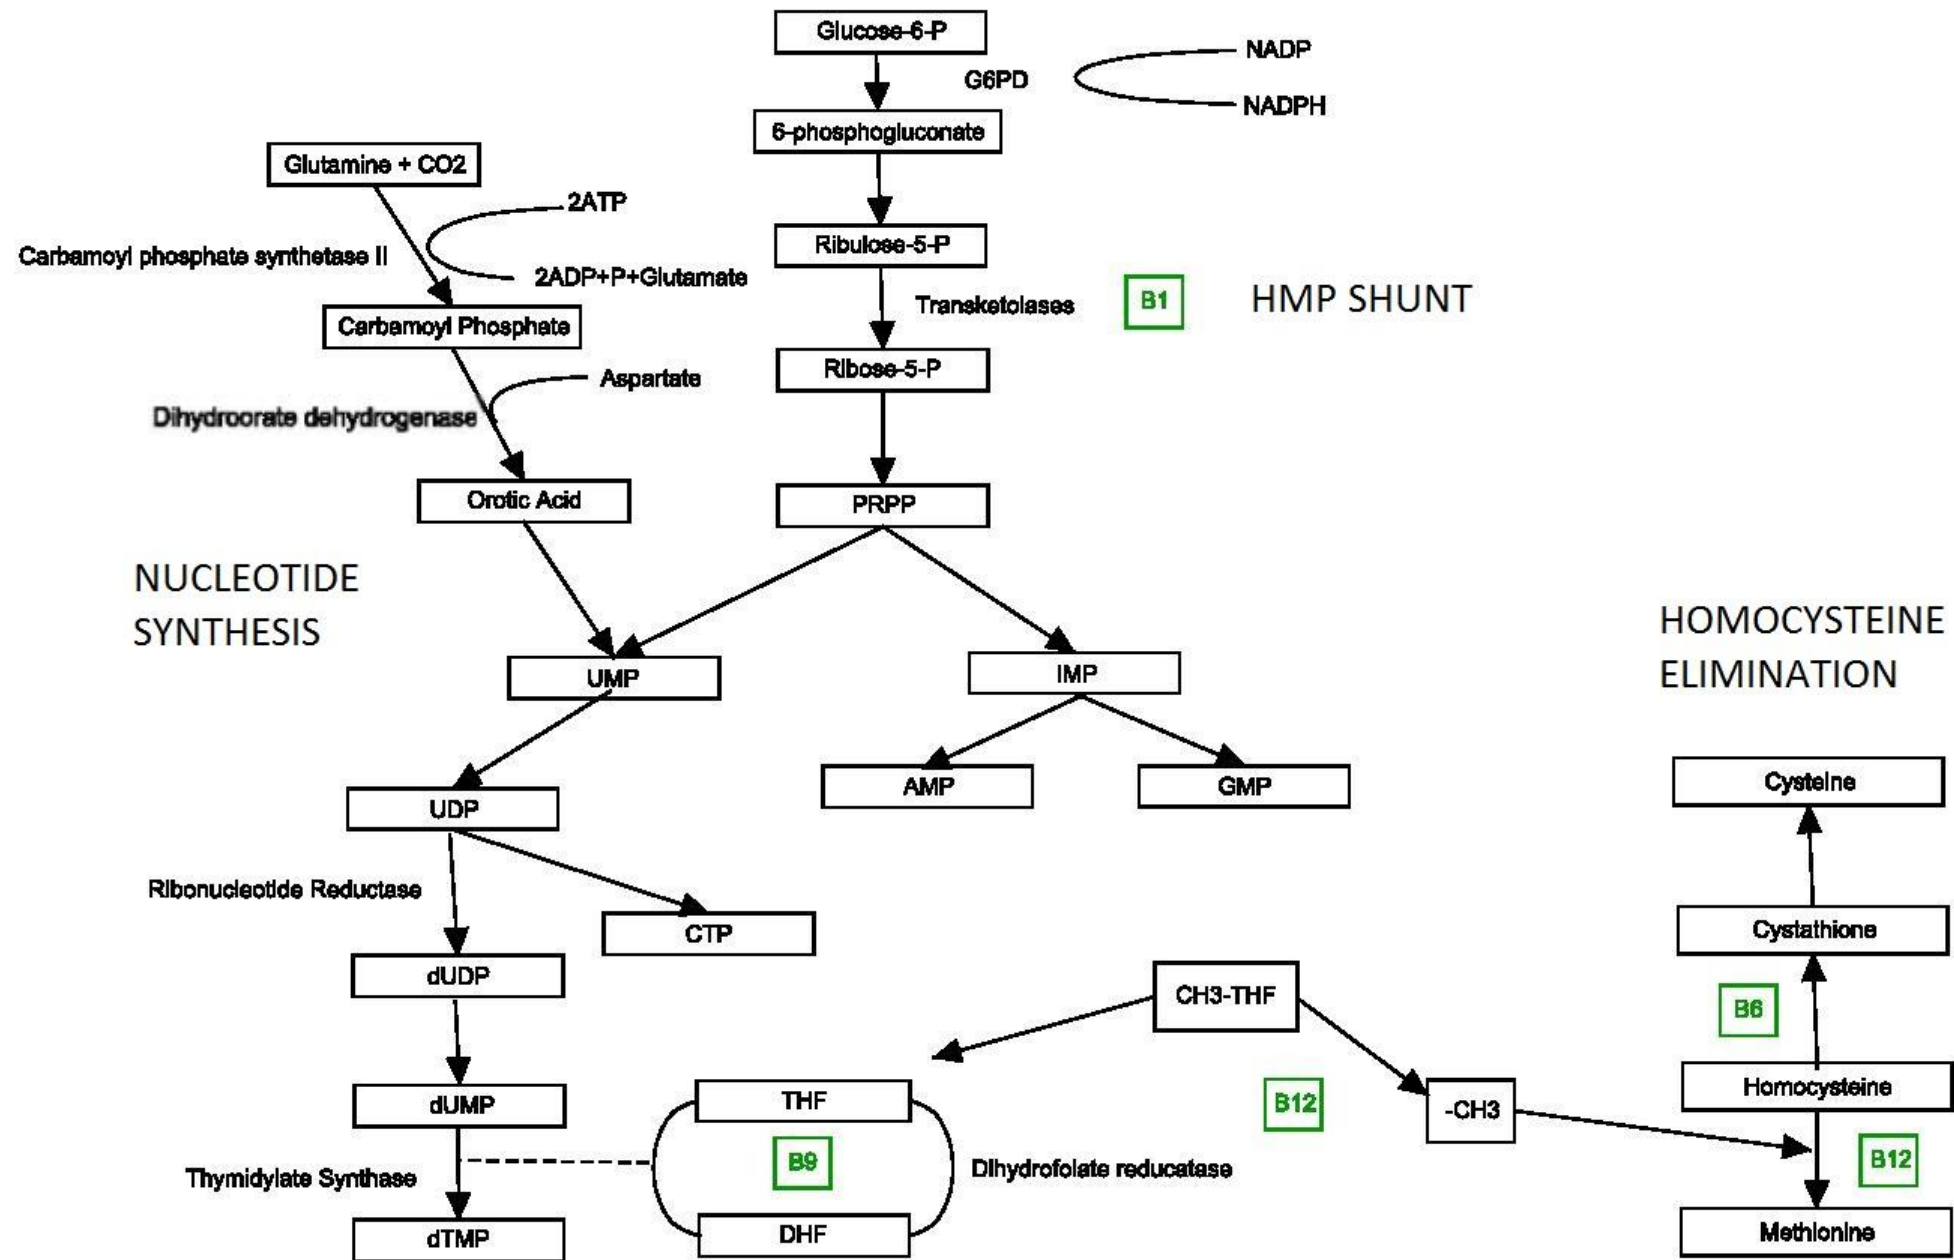 Glucose-6-P
NADP
G6PD
NADPH
6-phosphogluconate
Glutamine + CO2
2ATP
Carbamoyl phosphate synthetase II
2ADP+P+Glutamate
Ribulose-5-P
Transketolases
B1
HMP SHUNT
Carbamoyl Phosphate
Aspartate
Ribose-5-P
Dihydroorate dehydrogenase
Orotic Acid
PRPP
NUCLEOTIDE
SYNTHESIS
HOMOCYSTEINE
ELIMINATION
UMP
IMP
AMP
GMP
Cysteine
UDP
Ribonucleotide Reductase
CTP
Cystathione
dUDP
CH3-THF
B6
dUMP
THF
B12
-CH3
Homocysteine
Thymidylate Synthase
B9
Dihydrofolate reducatase
B12
dTMP
DHF
Methionine